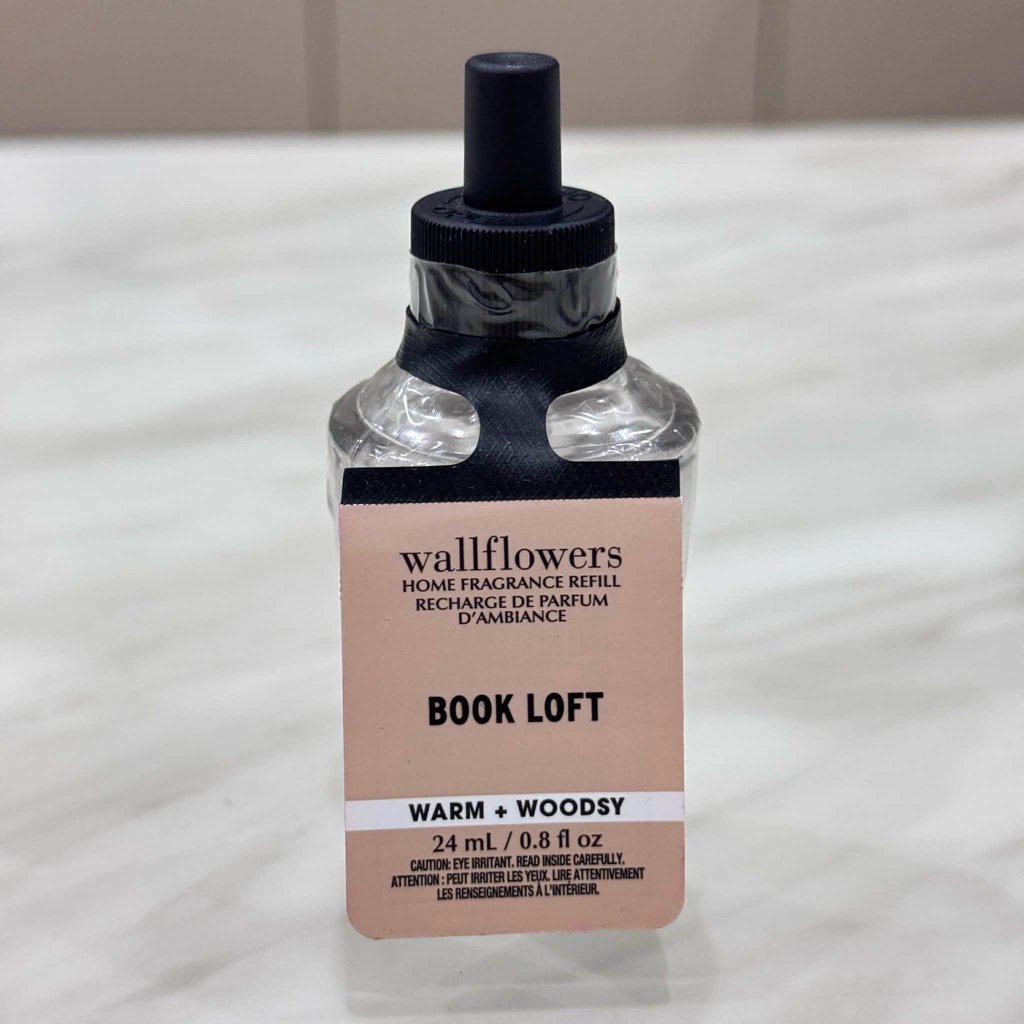 wallflowers
HOME FRAGRANCE REFILL
RECHARGE DE PARFUM
D'AMBIANCE
BOOK LOFT
WARM + WOODSY
24 mL / 0.8 fl oz
CAUTION: EYE IRRITANT. READ INSIDE CAREFULLY.
ATTENTION : PEUT IRRITER LES YEUX. LIRE ATTENTIVEMENT
LES RENSEIGNEMENTS À L'INTÉRIEUR.